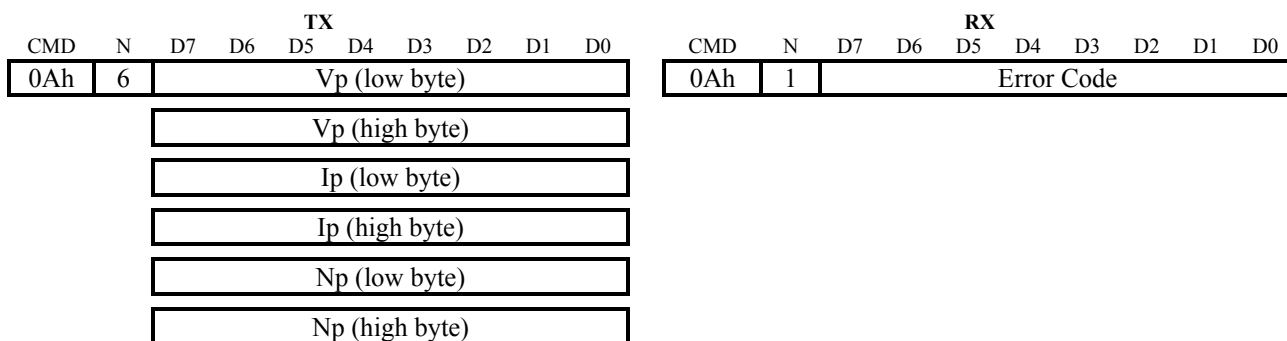 TX RX
CMD N D7 D6 D5 D4 D3 D2 D1 D0 CMD N D7 D6 D5 D4 D3 D2 D1 D0
0Ah 6 Vp (low byte) 0Ah 1 Error Code
Vp (high byte)
Ip (low byte)
Ip (high byte)
Np (low byte)
Np (high byte)